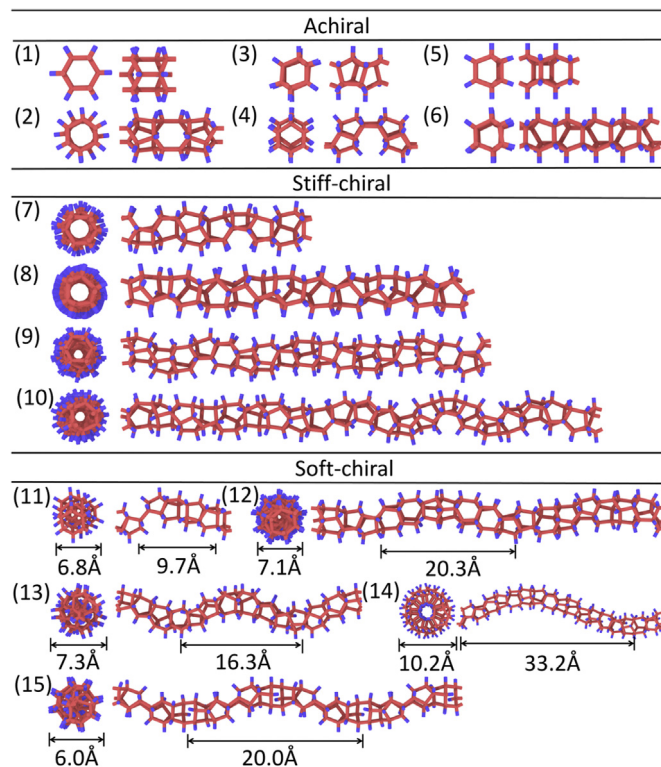 Achiral
(1) (3) (5)
(2) (4) (6)
Stiff-chiral
(7)
(8)
(9)
(10)
Soft-chiral
(11) (12)
6.8Å 9.7Å 7.1Å 20.3Å
(13) (14)
7.3Å 16.3Å 10.2Å 33.2Å
(15)
6.0Å 20.0Å